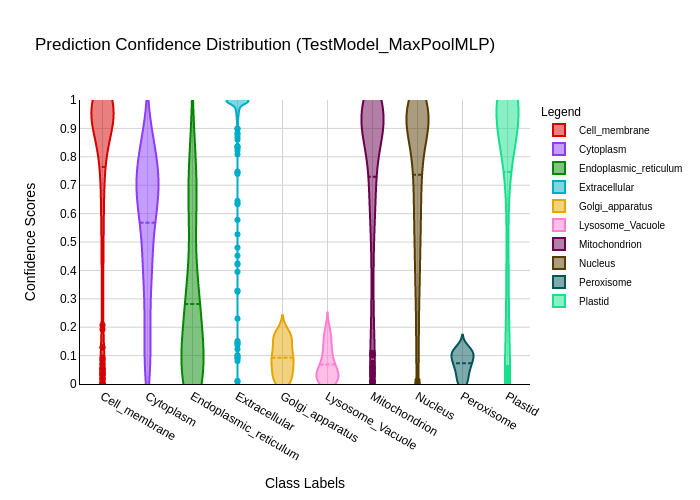 Prediction Confidence Distribution (TestModel_MaxPoolMLP)
Legend
Cell_membrane
Cytoplasm
Endoplasmic_reticulum
Extracellular
Golgi_apparatus
Lysosome_Vacuole
Mitochondrion
Nucleus
Peroxisome
Plastid
Confidence Scores
1
0.9
0.8
0.7
0.6
0.5
0.4
0.3
0.2
0.1
0
Cell_membrane
Cytoplasm
Endoplasmic_reticulum
Extracellular
Golgi_apparatus
Lysosome_Vacuole
Mitochondrion
Nucleus
Peroxisome
Plastid
Class Labels